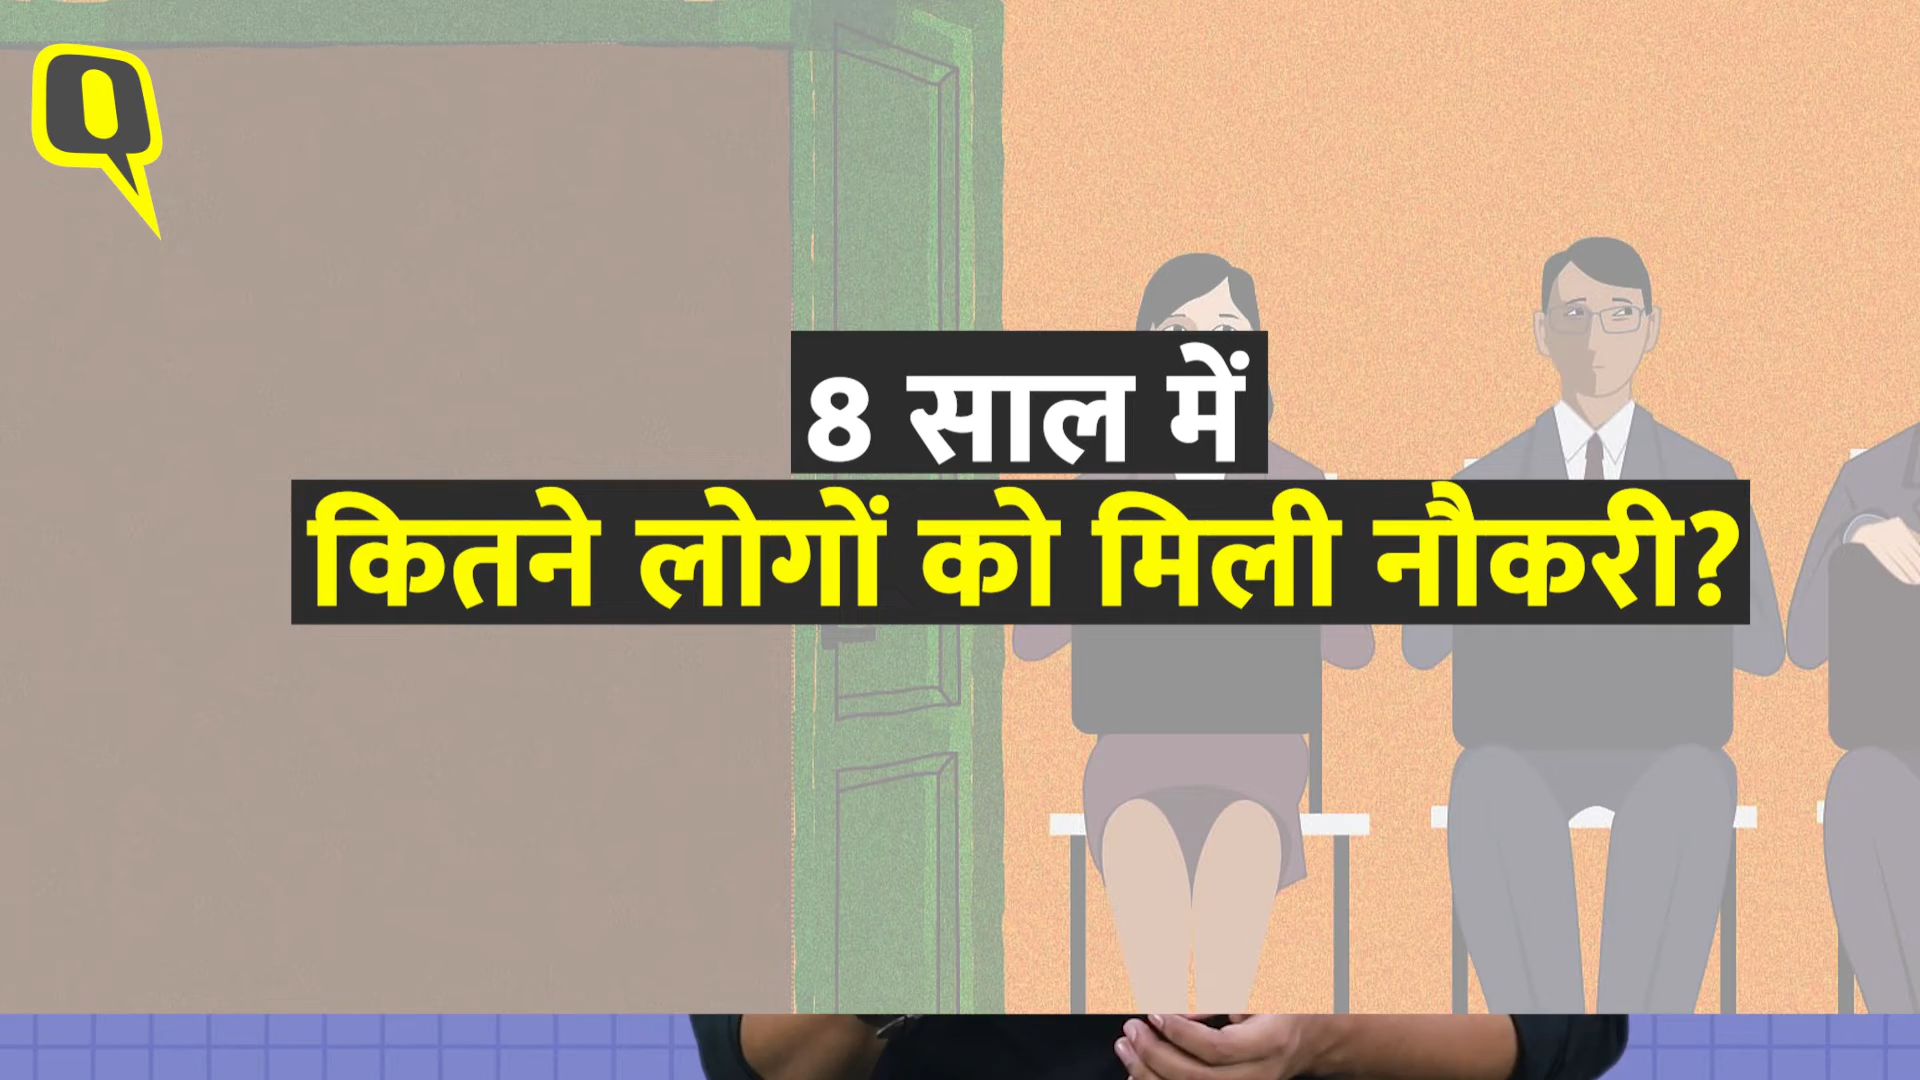 8 साल में
कितने लोगों को मिली नौकरी?